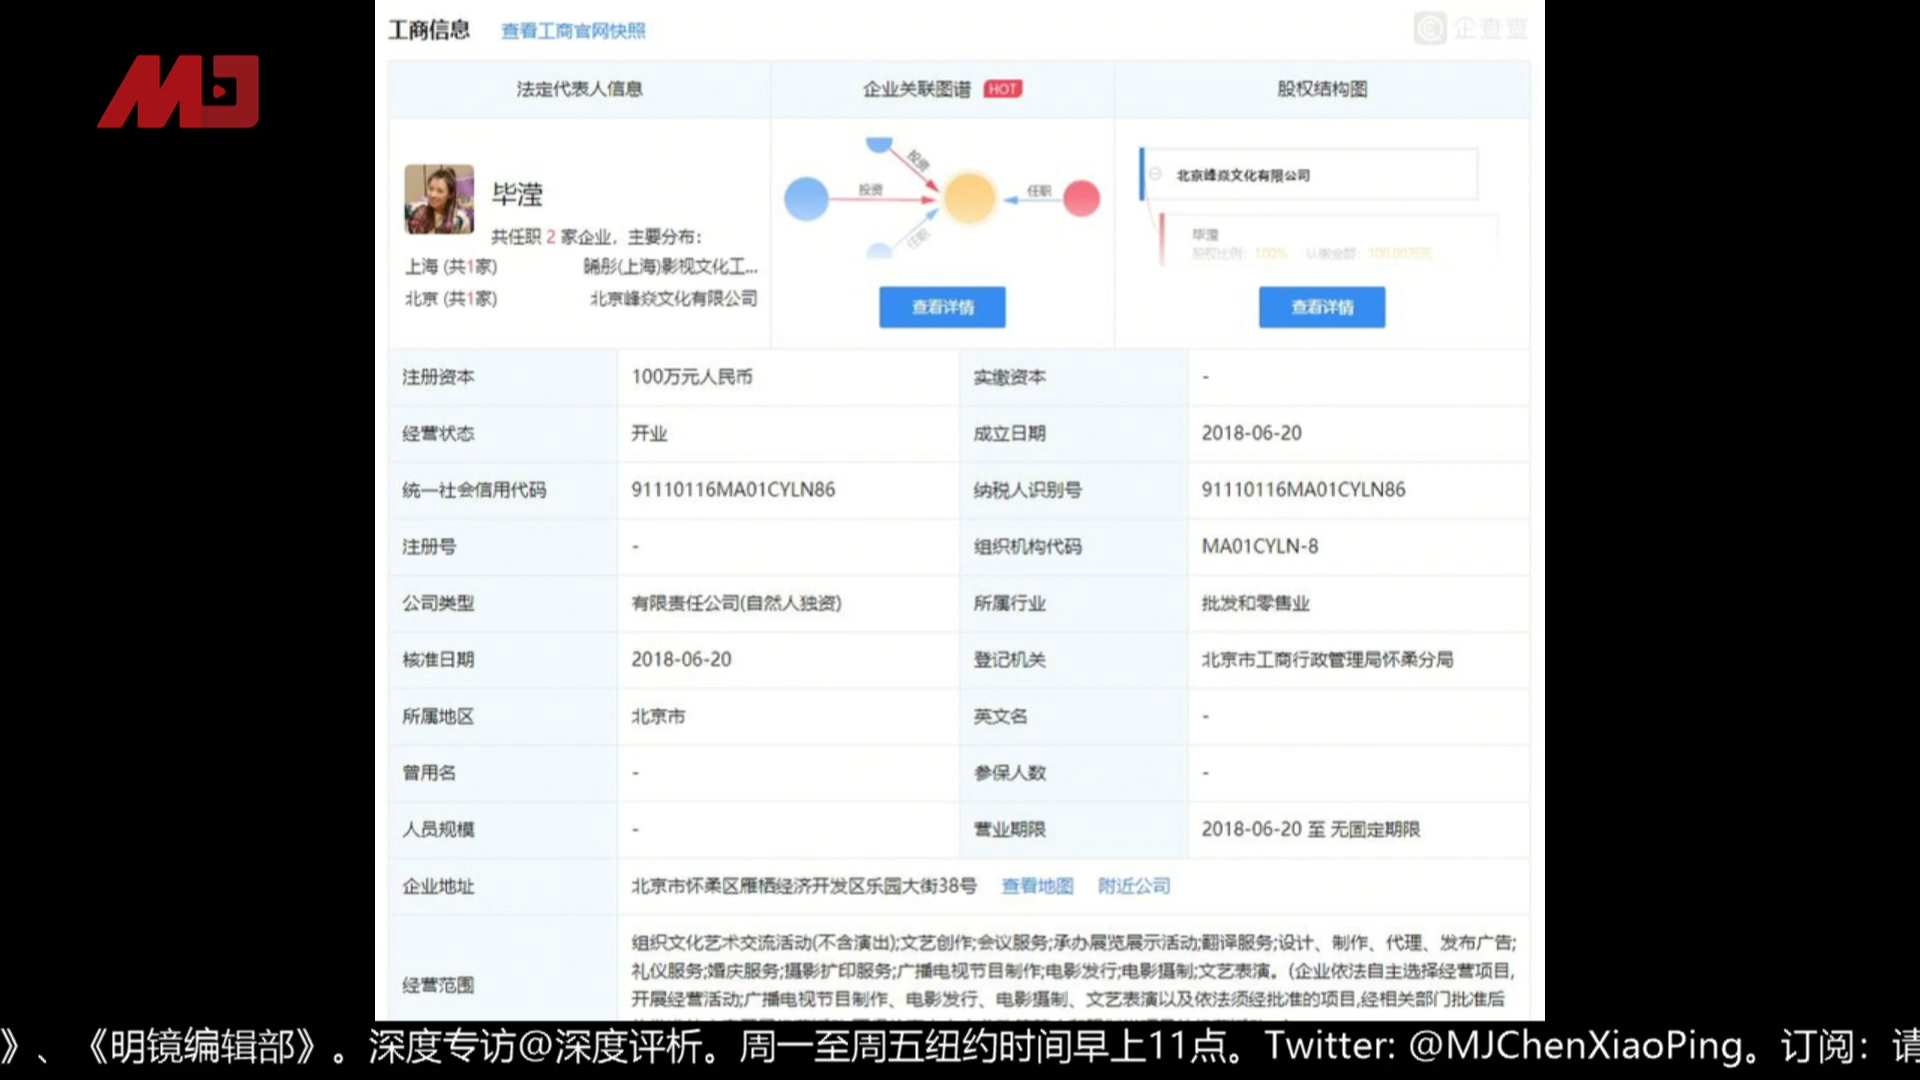 工商信息 查看工商官网快照
企查查
MJ
法定代表人信息 企业关联图谱 HOT 股权结构图
毕滢
共任职 2 家企业，主要分布：
上海 (共1家) 晞彤(上海)影视文化工...
北京 (共1家) 北京峰焱文化有限公司
投资
投资
任职
任职
北京峰焱文化有限公司
毕滢
股权比例：100% 认缴金额：100.00万元
查看详情 查看详情
注册资本 100万元人民币 实缴资本 -
经营状态 开业 成立日期 2018-06-20
统一社会信用代码 91110116MA01CYLN86 纳税人识别号 91110116MA01CYLN86
注册号 - 组织机构代码 MA01CYLN-8
公司类型 有限责任公司(自然人独资) 所属行业 批发和零售业
核准日期 2018-06-20 登记机关 北京市工商行政管理局怀柔分局
所属地区 北京市 英文名 -
曾用名 - 参保人数 -
人员规模 - 营业期限 2018-06-20 至 无固定期限
企业地址 北京市怀柔区雁栖经济开发区乐园大街38号 查看地图 附近公司
经营范围 组织文化艺术交流活动(不含演出);文艺创作;会议服务;承办展览展示活动;翻译服务;设计、制作、代理、发布广告;
礼仪服务;婚庆服务;摄影扩印服务;广播电视节目制作;电影发行;电影摄制;文艺表演。(企业依法自主选择经营项目,
开展经营活动;广播电视节目制作、电影发行、电影摄制、文艺表演以及依法须经批准的项目,经相关部门批准后
》、《明镜编辑部》。深度专访@深度评析。周一至周五纽约时间早上11点。Twitter: @MJChenXiaoPing。订阅：请